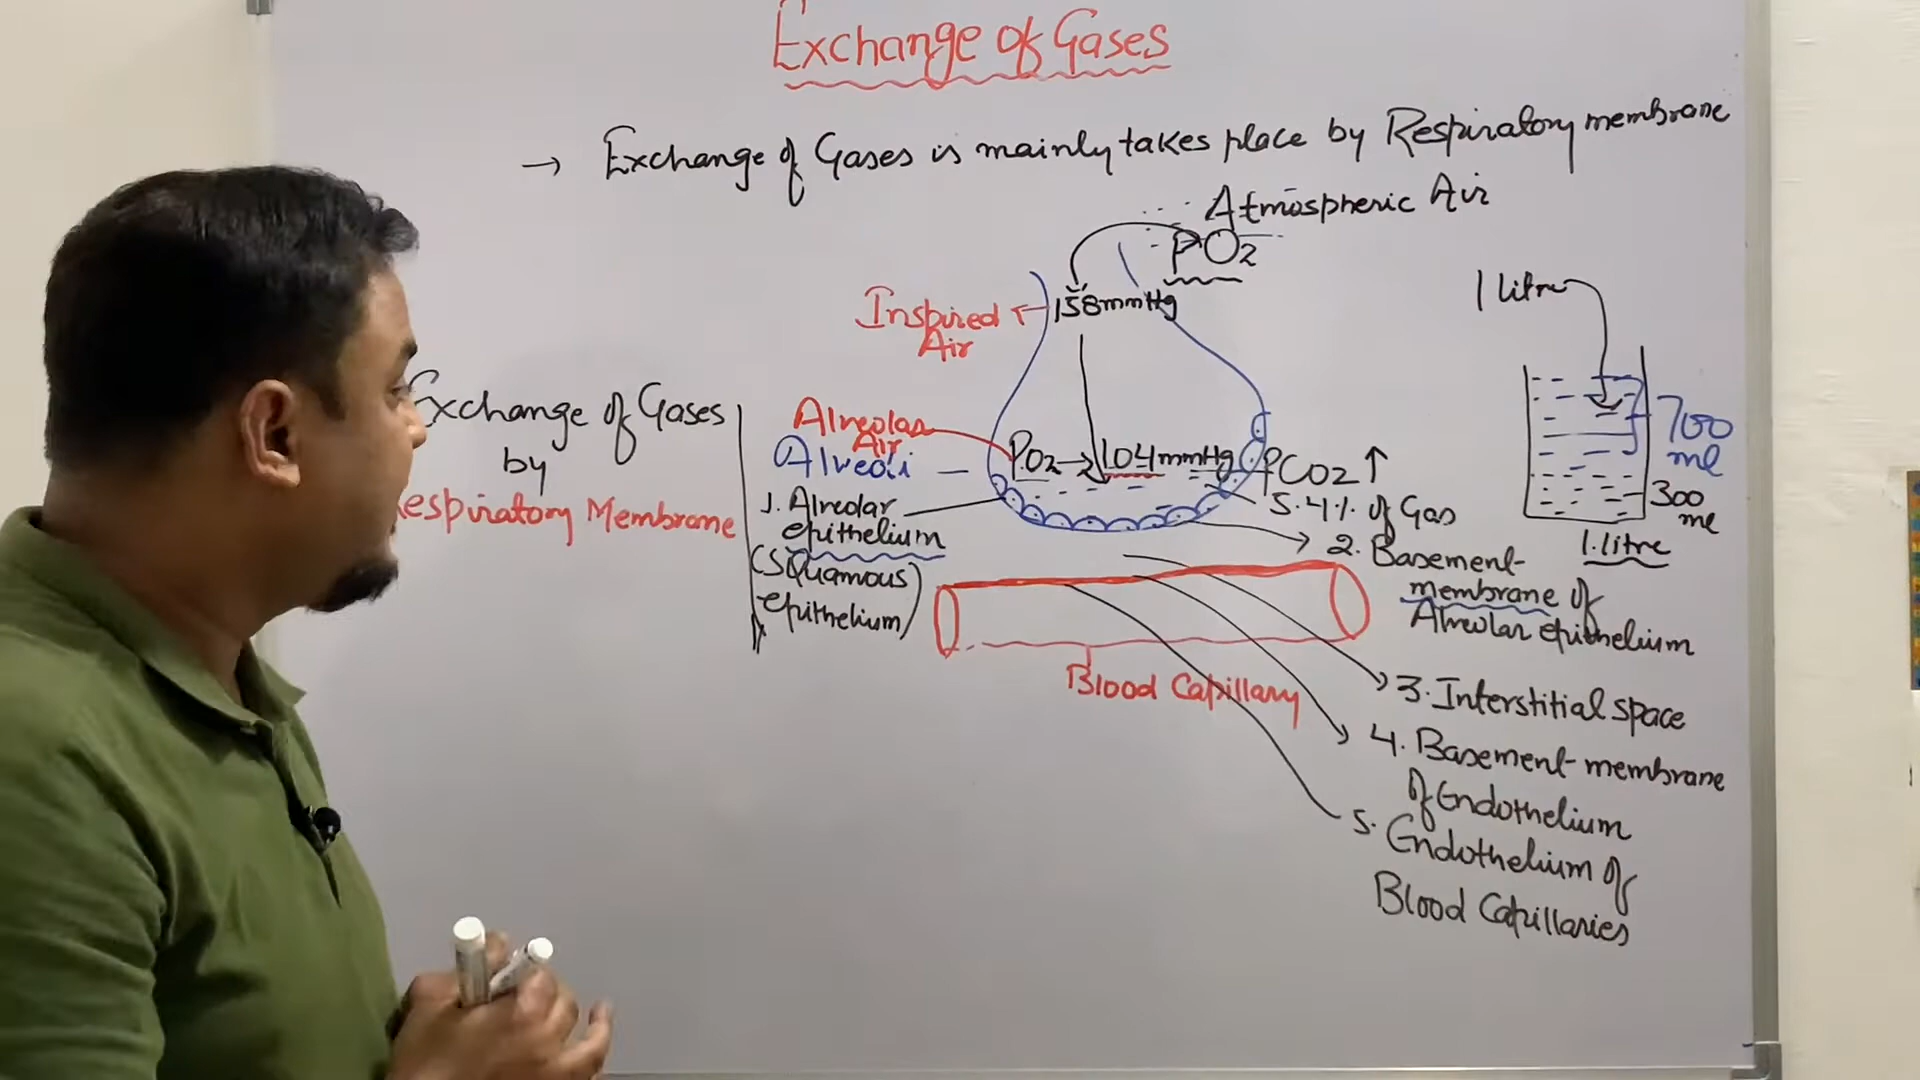 Exchange of Gases
→ Exchange of Gases is mainly takes place by Respiratory membrane
Atmospheric Air
PO2
158mmHg
Inspired
Air
1 litre
Exchange of Gases
by
Respiratory Membrane
Alveolar
Air
Alveoli
PO2 → 104mmHg
PCO2 ↑
5.4% of Gas
1. Alveolar
epithelium
(Squamous
epithelium)
700
ml
300
ml
1.litre
2. Basement
membrane of
Alveolar epithelium
Blood Capillary
3. Interstitial space
4. Basement membrane
of Endothelium
5. Endothelium of
Blood Capillaries